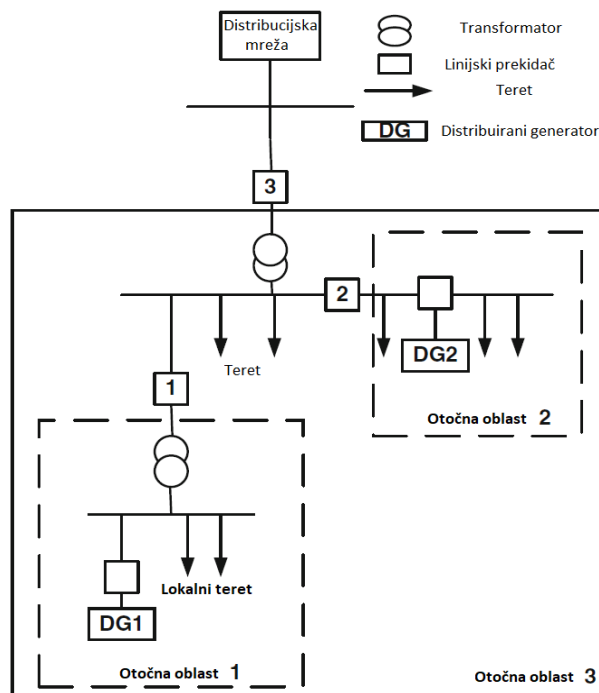 Distribucijska
mreža
Transformator
Linijski prekidač
Teret
DG
Distribuirani generator
3
2
DG2
Teret
1
Otočna oblast 2
Lokalni teret
DG1
Otočna oblast 1
Otočna oblast 3